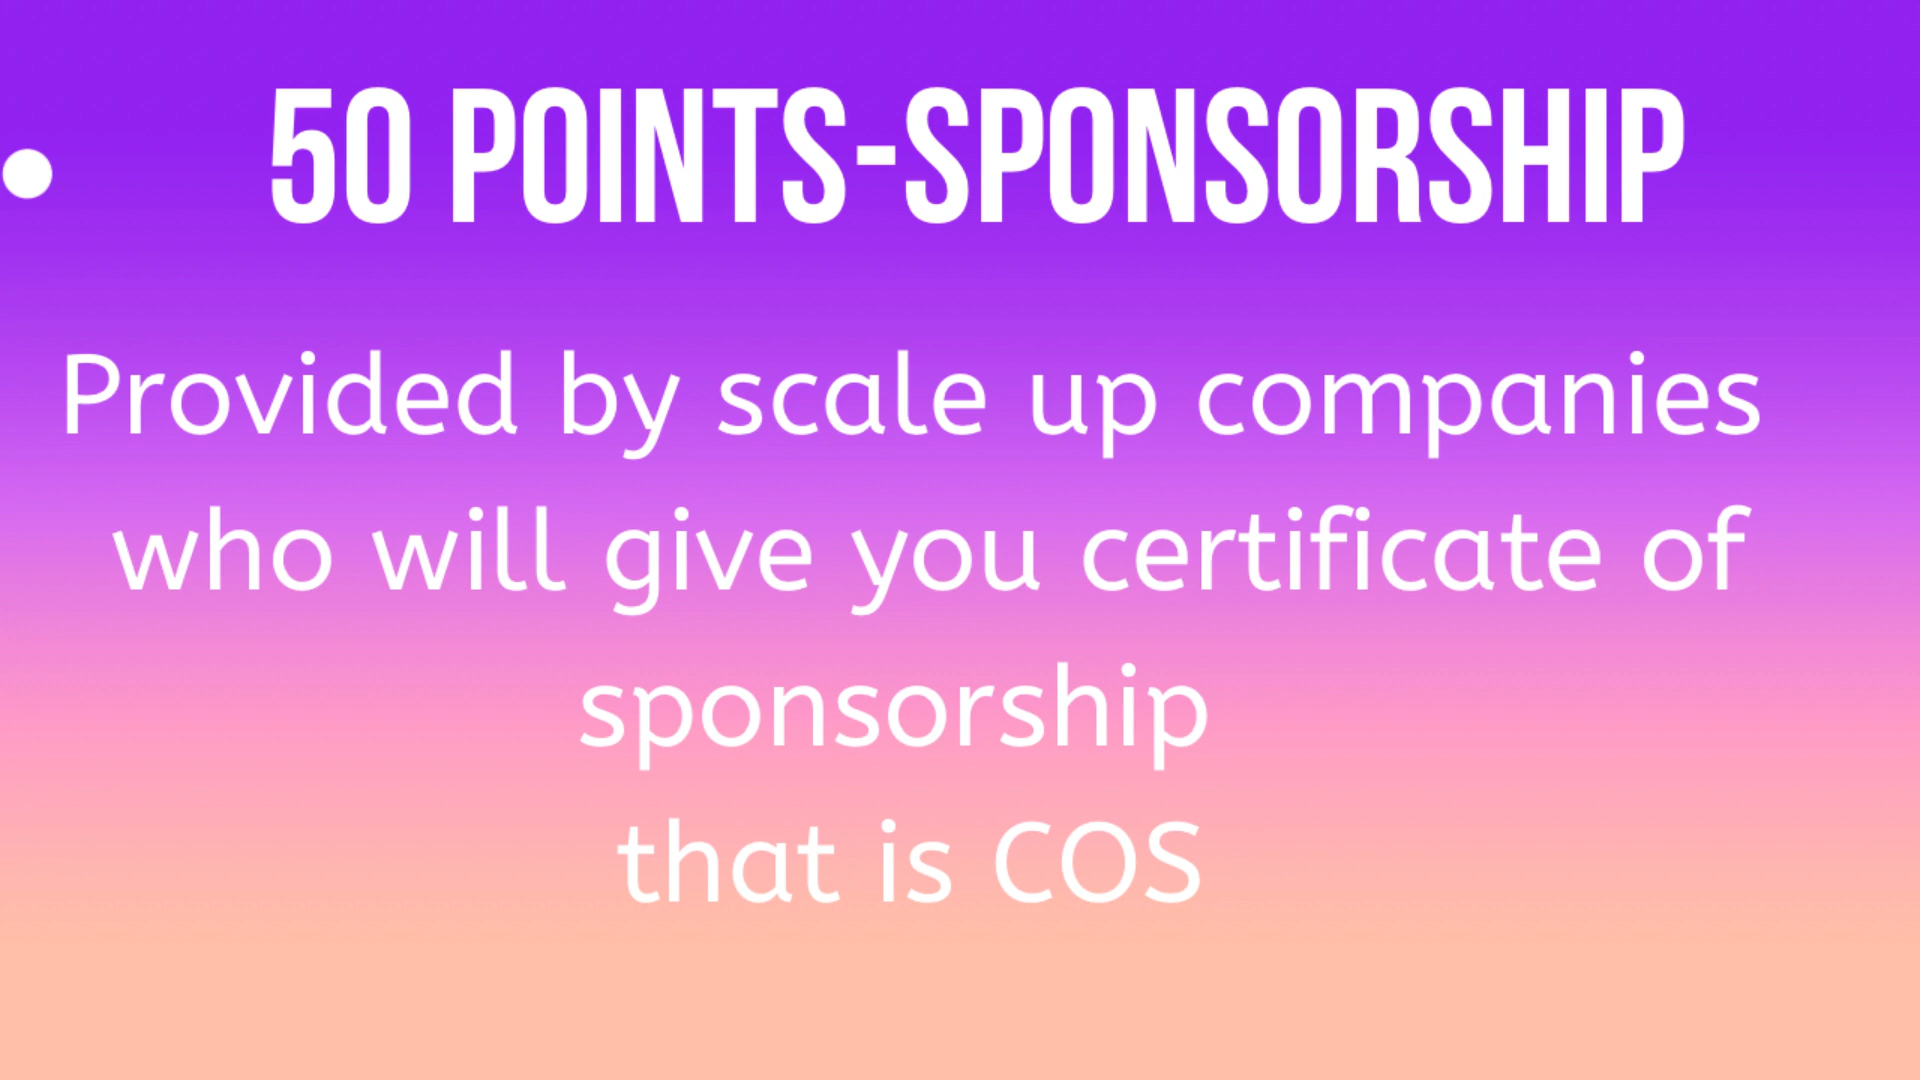 • 50 POINTS-SPONSORSHIP
Provided by scale up companies
who will give you certificate of
sponsorship
that is COS